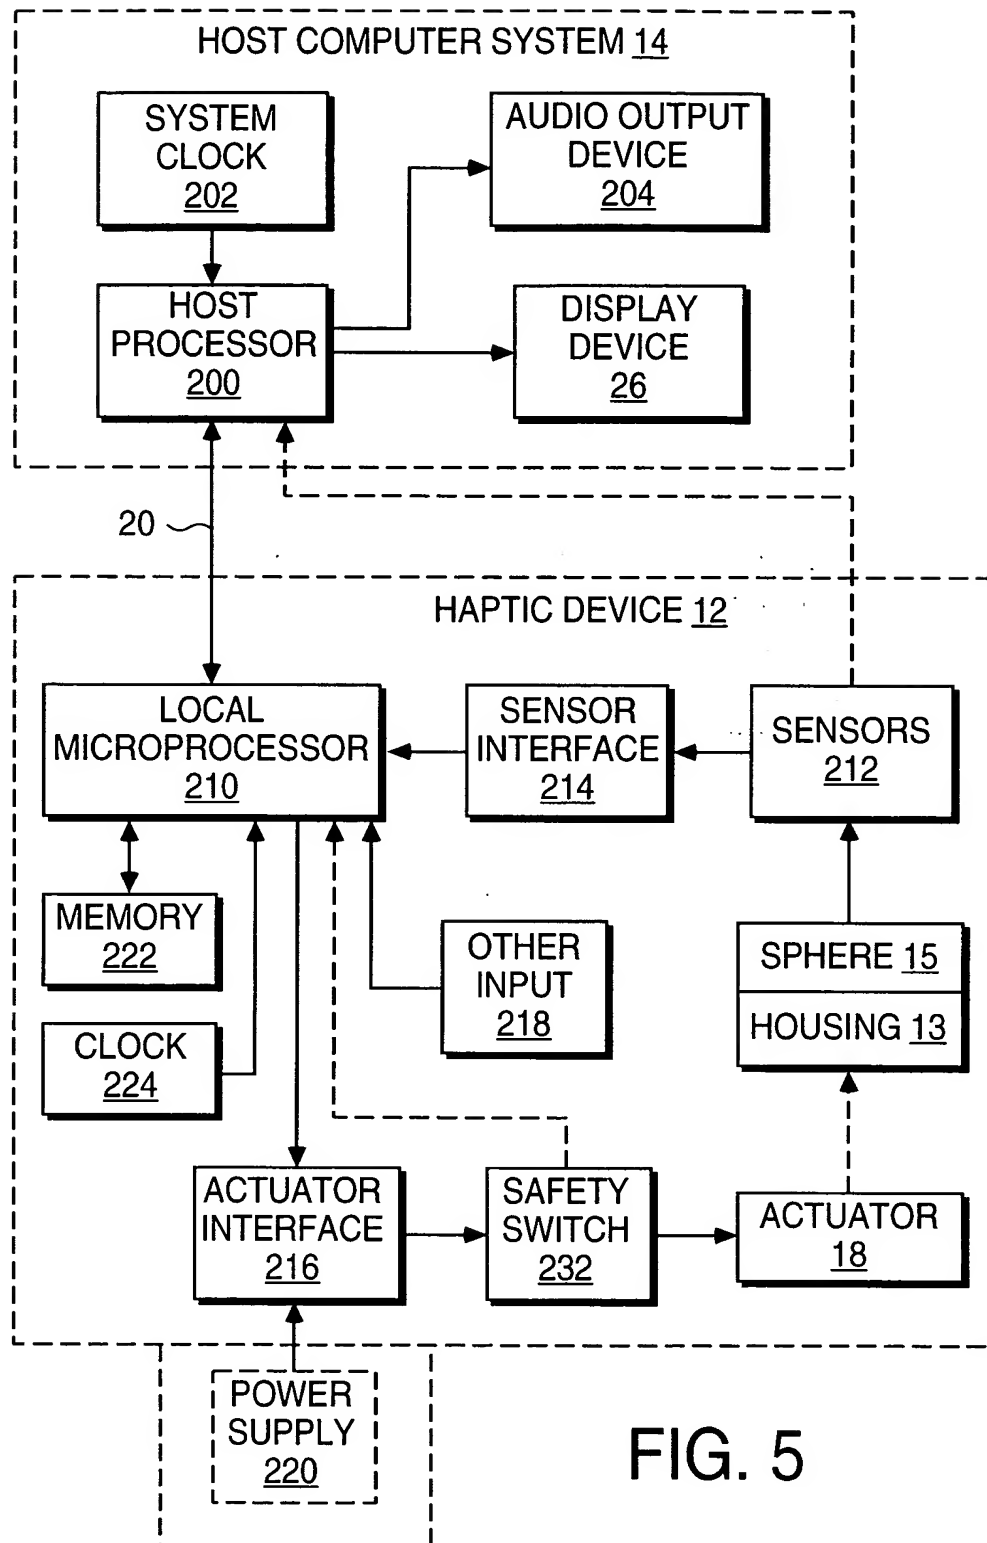 HOST COMPUTER SYSTEM 14
SYSTEM
CLOCK
202
AUDIO OUTPUT
DEVICE
204
HOST
PROCESSOR
200
DISPLAY
DEVICE
26
20
HAPTIC DEVICE 12
LOCAL
MICROPROCESSOR
210
SENSOR
INTERFACE
214
SENSORS
212
MEMORY
222
OTHER
INPUT
218
SPHERE 15
HOUSING 13
CLOCK
224
ACTUATOR
INTERFACE
216
SAFETY
SWITCH
232
ACTUATOR
18
POWER
SUPPLY
220
FIG. 5